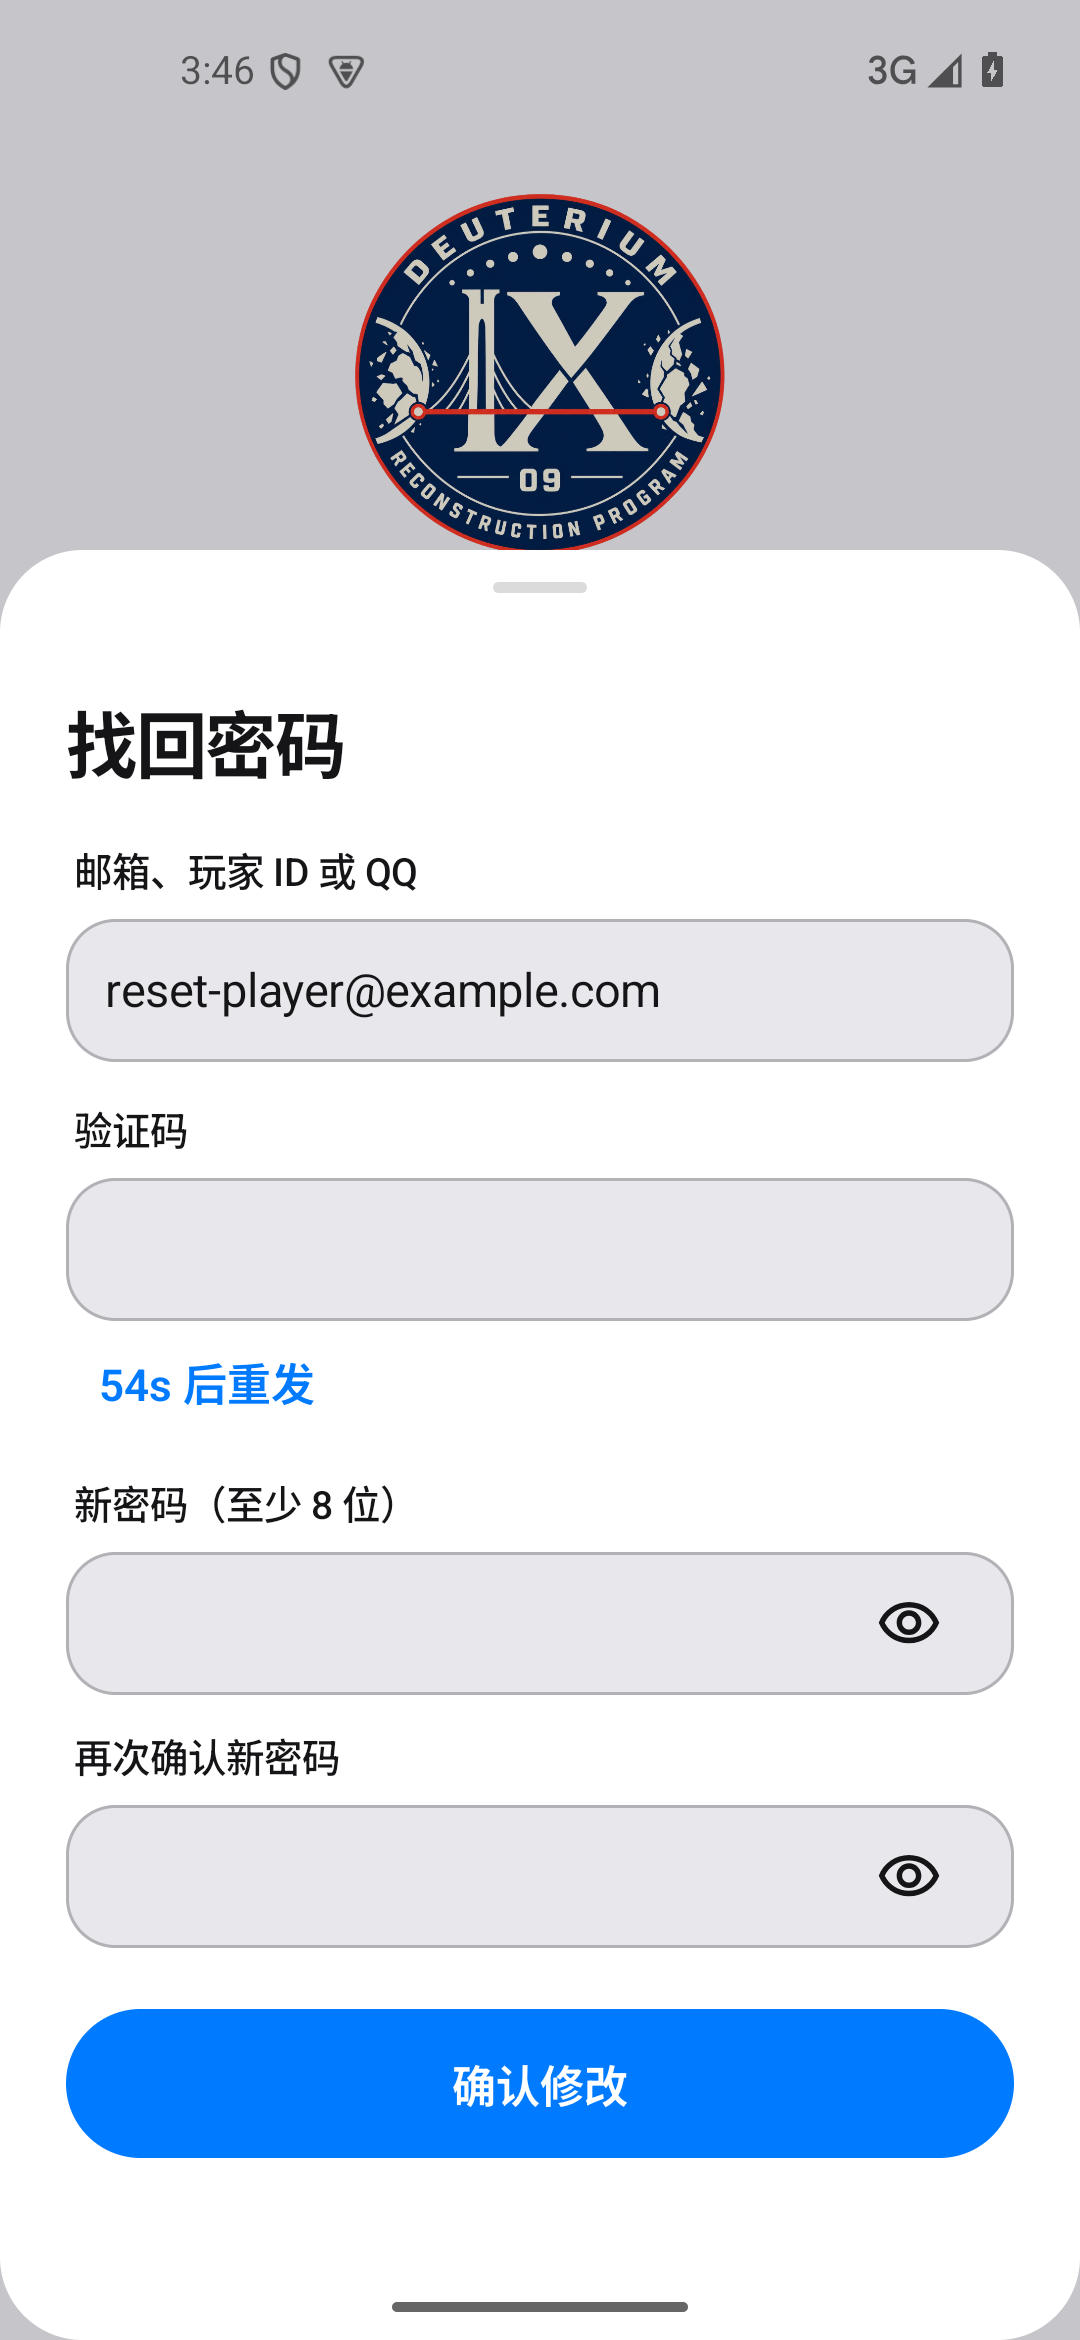 3:46
3G
DEUTERIUM
IX
09
RECONSTRUCTION PROGRAM
找回密码
邮箱、玩家 ID 或 QQ
reset-player@example.com
验证码
54s 后重发
新密码（至少 8 位）
再次确认新密码
确认修改